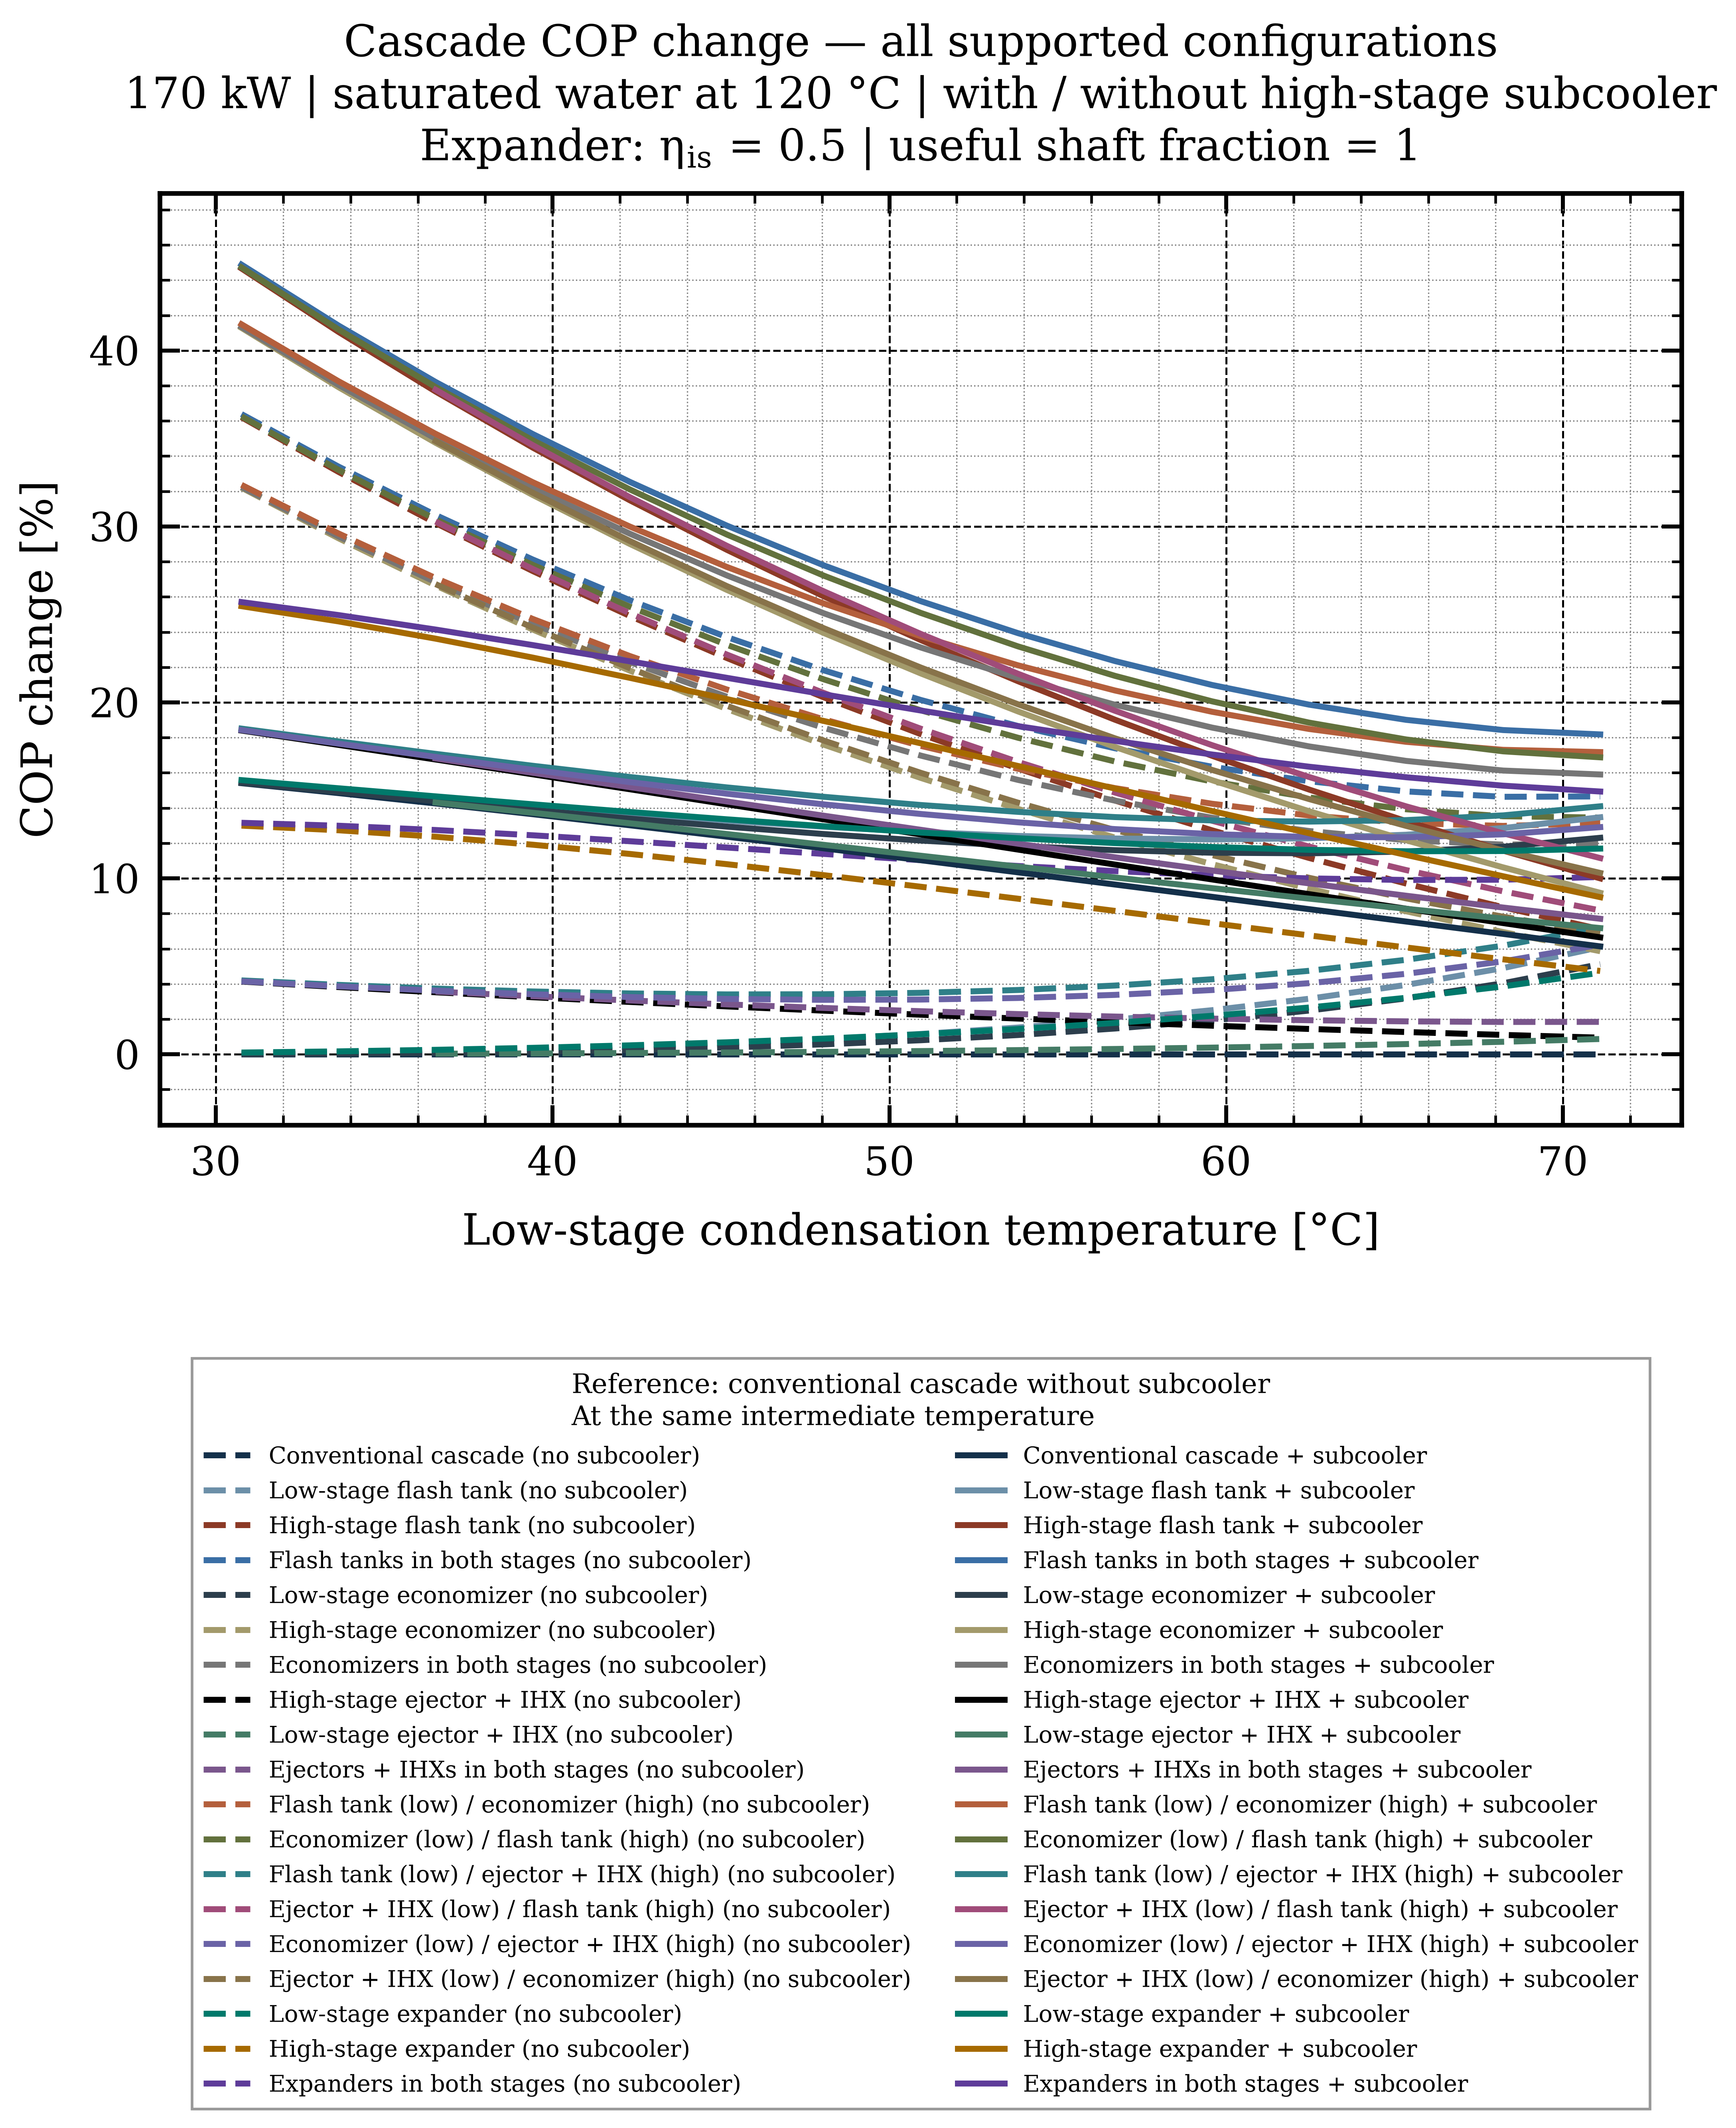 Cascade COP change — all supported configurations
170 kW | saturated water at 120 °C | with / without high-stage subcooler
Expander: ηis = 0.5 | useful shaft fraction = 1
COP change [%]
40
30
20
10
0
30 40 50 60 70
Low-stage condensation temperature [°C]
Reference: conventional cascade without subcooler
At the same intermediate temperature
Conventional cascade (no subcooler)
Low-stage flash tank (no subcooler)
High-stage flash tank (no subcooler)
Flash tanks in both stages (no subcooler)
Low-stage economizer (no subcooler)
High-stage economizer (no subcooler)
Economizers in both stages (no subcooler)
High-stage ejector + IHX (no subcooler)
Low-stage ejector + IHX (no subcooler)
Ejectors + IHXs in both stages (no subcooler)
Flash tank (low) / economizer (high) (no subcooler)
Economizer (low) / flash tank (high) (no subcooler)
Flash tank (low) / ejector + IHX (high) (no subcooler)
Ejector + IHX (low) / flash tank (high) (no subcooler)
Economizer (low) / ejector + IHX (high) (no subcooler)
Ejector + IHX (low) / economizer (high) (no subcooler)
Low-stage expander (no subcooler)
High-stage expander (no subcooler)
Expanders in both stages (no subcooler)
Conventional cascade + subcooler
Low-stage flash tank + subcooler
High-stage flash tank + subcooler
Flash tanks in both stages + subcooler
Low-stage economizer + subcooler
High-stage economizer + subcooler
Economizers in both stages + subcooler
High-stage ejector + IHX + subcooler
Low-stage ejector + IHX + subcooler
Ejectors + IHXs in both stages + subcooler
Flash tank (low) / economizer (high) + subcooler
Economizer (low) / flash tank (high) + subcooler
Flash tank (low) / ejector + IHX (high) + subcooler
Ejector + IHX (low) / flash tank (high) + subcooler
Economizer (low) / ejector + IHX (high) + subcooler
Ejector + IHX (low) / economizer (high) + subcooler
Low-stage expander + subcooler
High-stage expander + subcooler
Expanders in both stages + subcooler